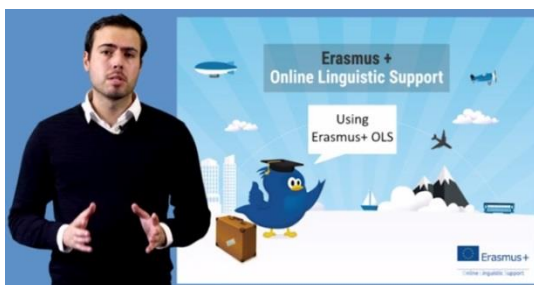 Erasmus +
Online Linguistic Support
Using
Erasmus+ OLS
Erasmus+
Online Linguistic Support